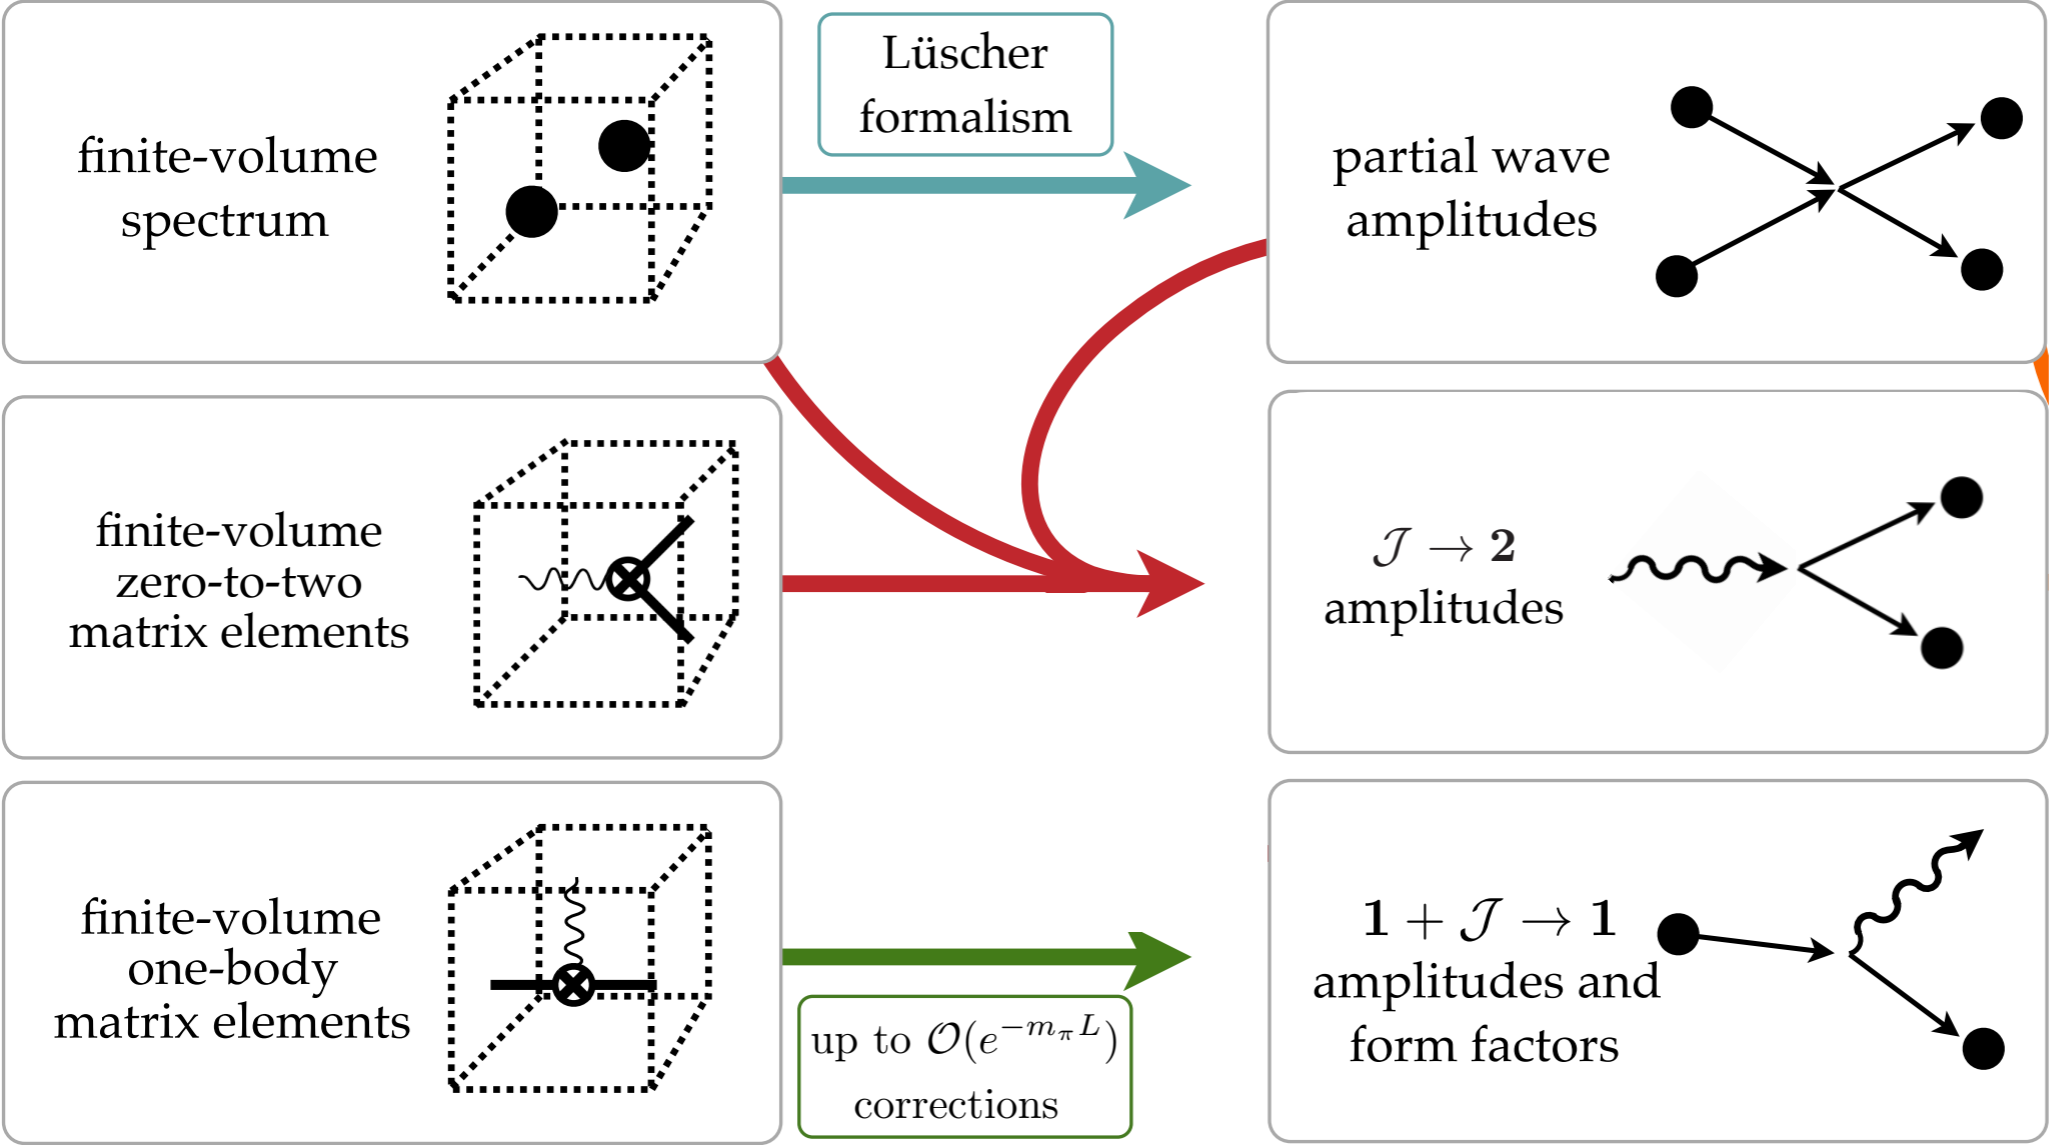 finite-volume
spectrum
Lüscher
formalism
partial wave
amplitudes
finite-volume
zero-to-two
matrix elements
𝒥 → 2
amplitudes
finite-volume
one-body
matrix elements
up to 𝒪(e^{−m_π L})
corrections
1 + 𝒥 → 1
amplitudes and
form factors